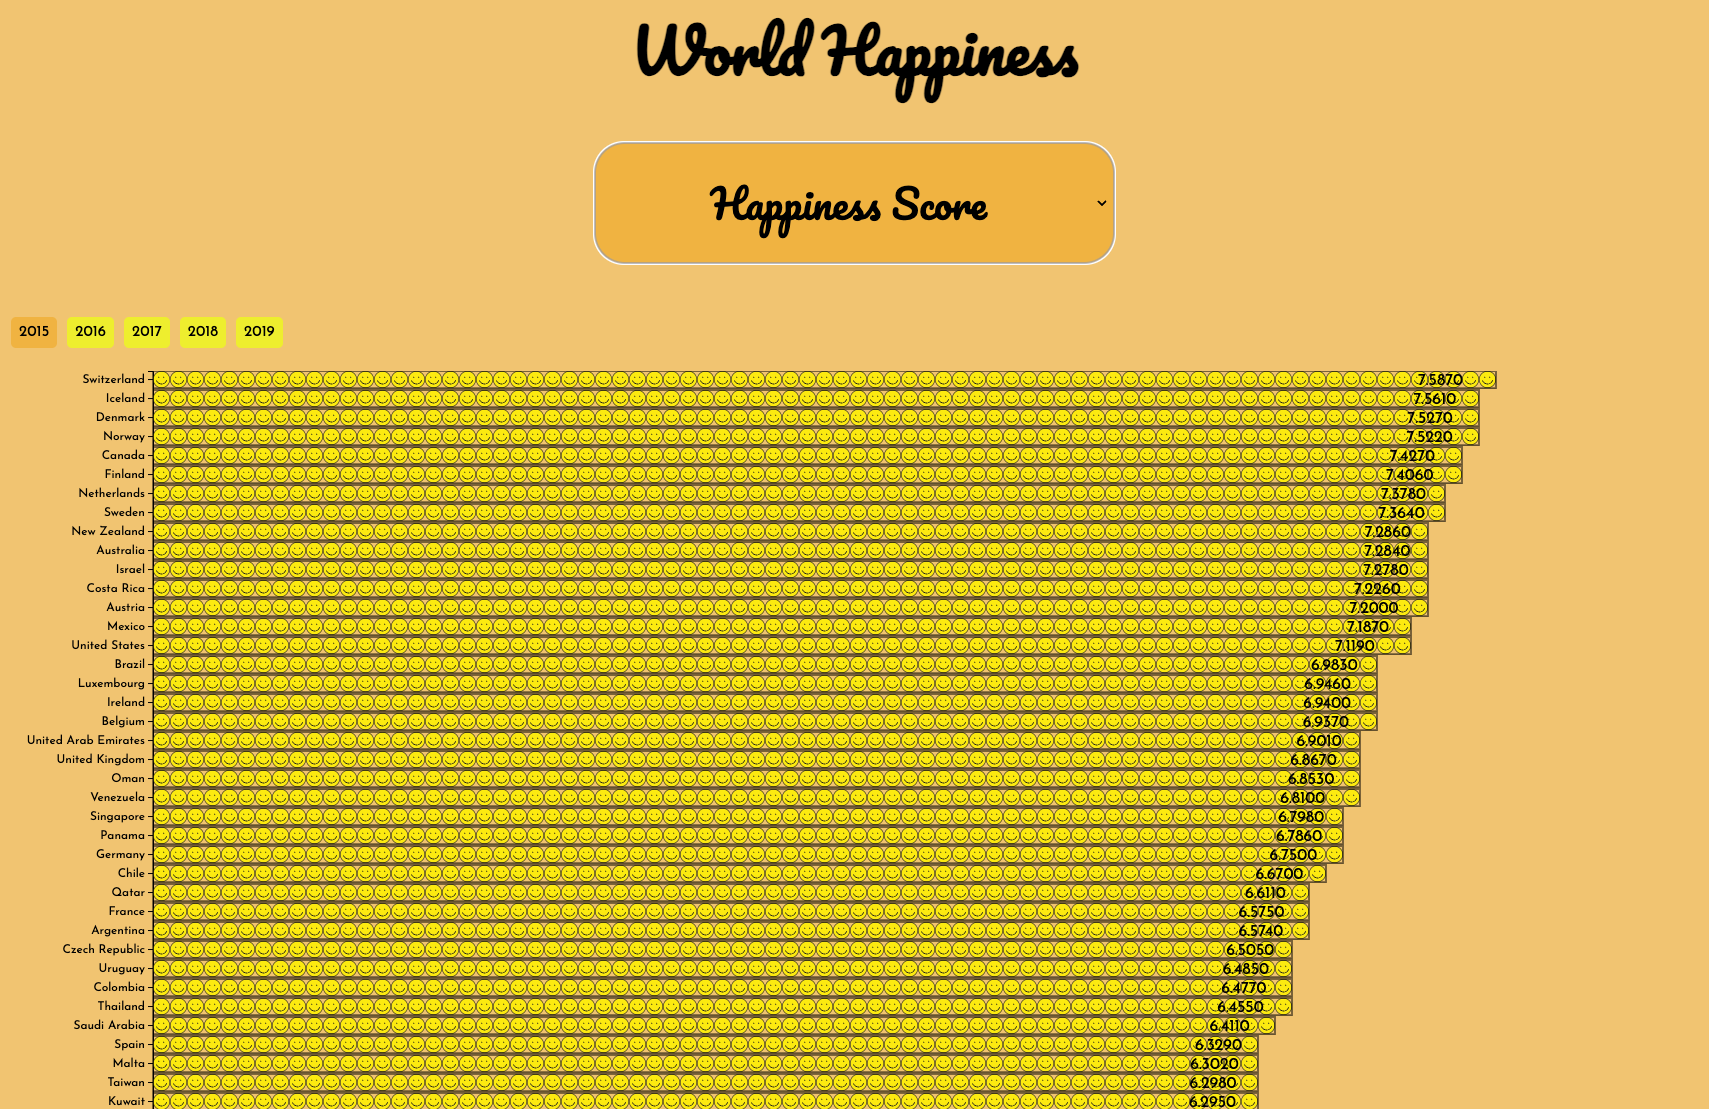 World Happiness
Happiness Score
2015 2016 2017 2018 2019
Switzerland 7.5870
Iceland 7.5610
Denmark 7.5270
Norway 7.5220
Canada 7.4270
Finland 7.4060
Netherlands 7.3780
Sweden 7.3640
New Zealand 7.2860
Australia 7.2840
Israel 7.2780
Costa Rica 7.2260
Austria 7.2000
Mexico 7.1870
United States 7.1190
Brazil 6.9830
Luxembourg 6.9460
Ireland 6.9400
Belgium 6.9370
United Arab Emirates 6.9010
United Kingdom 6.8670
Oman 6.8530
Venezuela 6.8100
Singapore 6.7980
Panama 6.7860
Germany 6.7500
Chile 6.6700
Qatar 6.6110
France 6.5750
Argentina 6.5740
Czech Republic 6.5050
Uruguay 6.4850
Colombia 6.4770
Thailand 6.4550
Saudi Arabia 6.4110
Spain 6.3290
Malta 6.3020
Taiwan 6.2980
Kuwait 6.2950